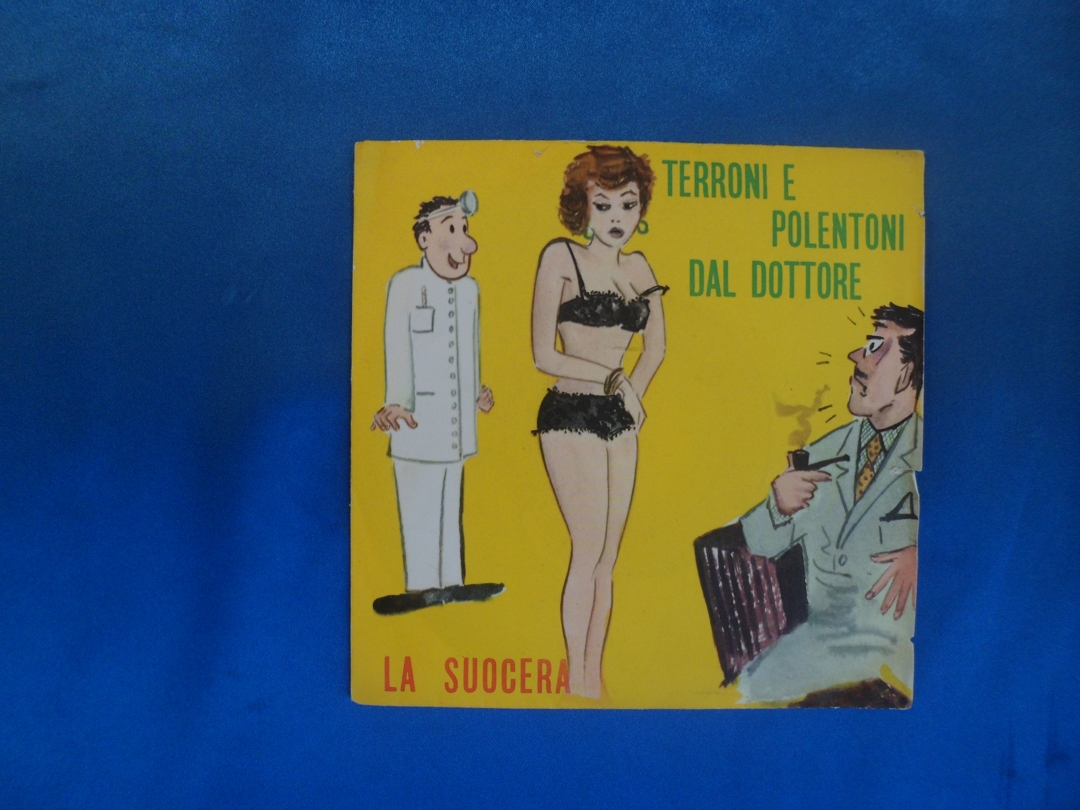 TERRONI E
POLENTONI
DAL DOTTORE
LA SUOCERA